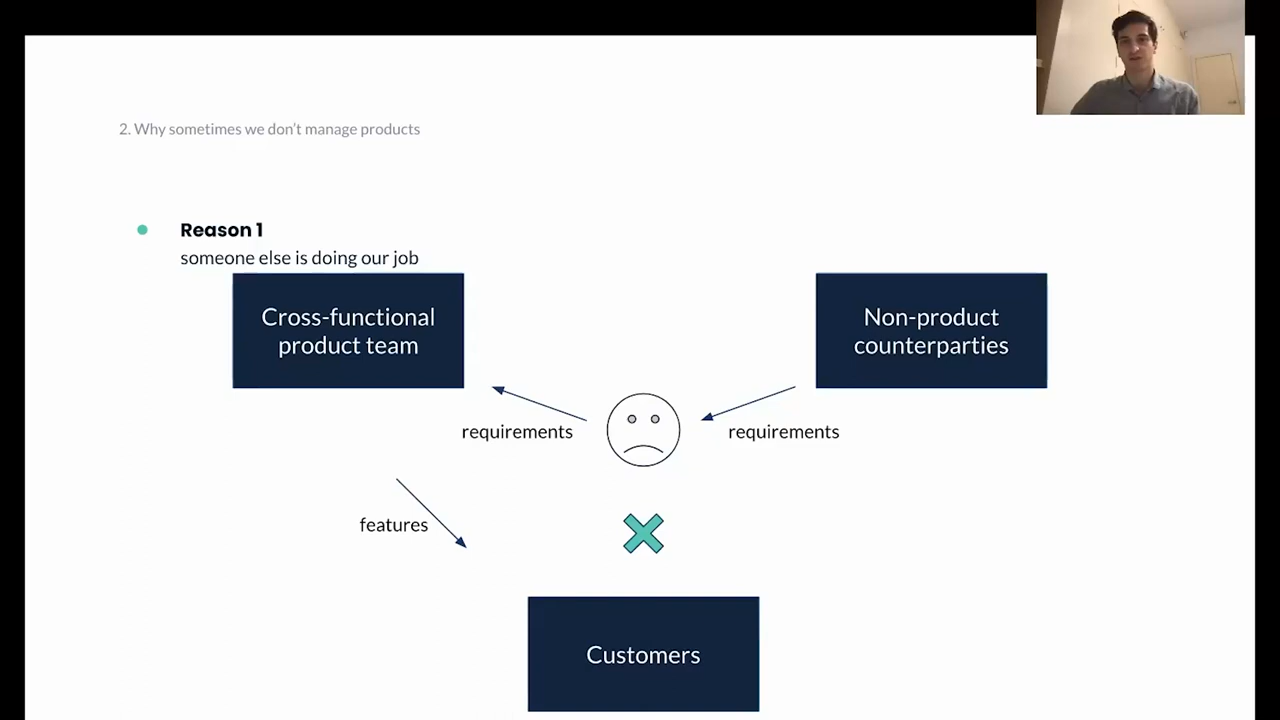 2. Why sometimes we don't manage products
Reason 1
someone else is doing our job
Cross-functional
product team
Non-product
counterparties
requirements
requirements
features
Customers